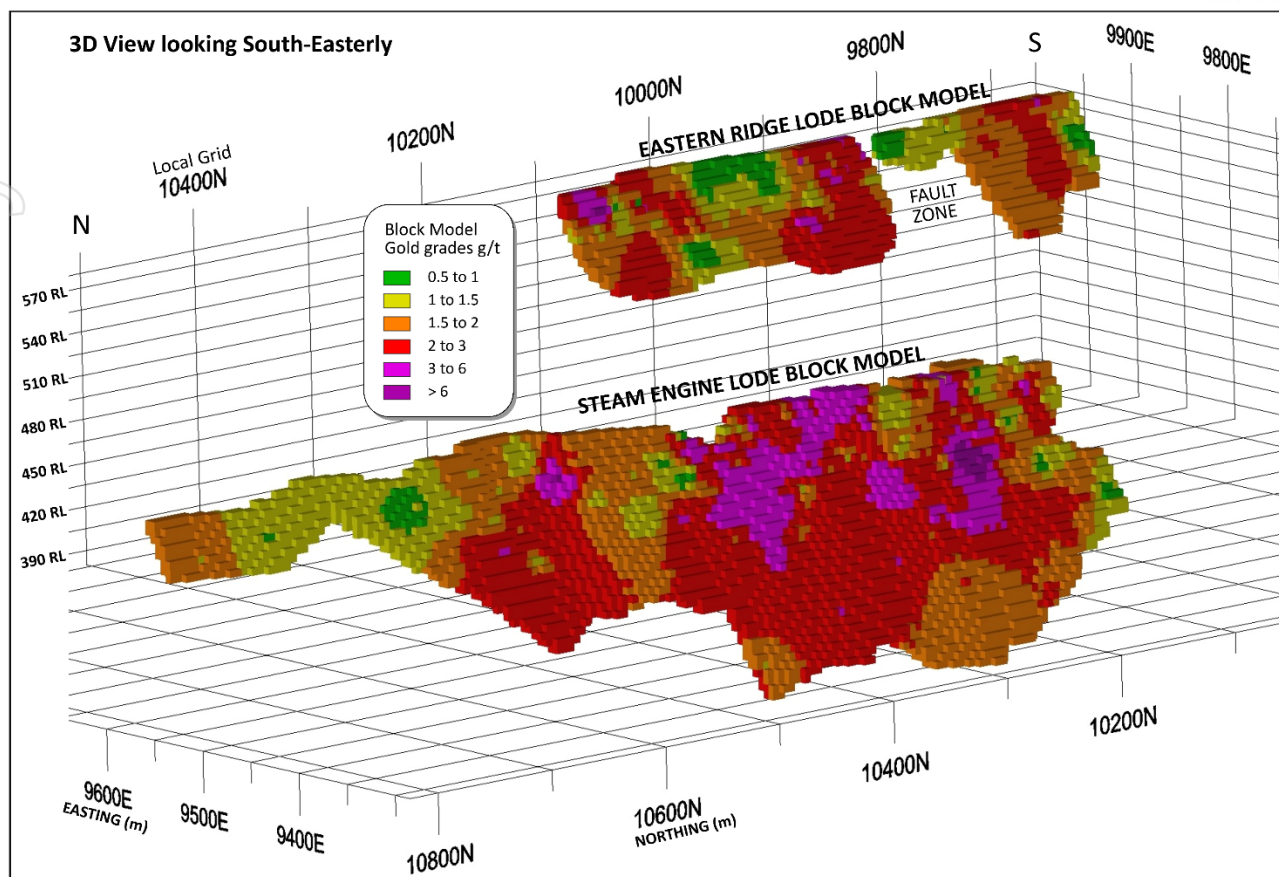 3D View looking South-Easterly
Local Grid
N
10400N
10200N
10000N
9800N
S
9900E
9800E
EASTERN RIDGE LODE BLOCK MODEL
FAULT
ZONE
Block Model
Gold grades g/t
0.5 to 1
1 to 1.5
1.5 to 2
2 to 3
3 to 6
> 6
570 RL
540 RL
510 RL
480 RL
450 RL
420 RL
390 RL
STEAM ENGINE LODE BLOCK MODEL
9600E
9500E
9400E
EASTING (m)
10800N
10600N
10400N
10200N
NORTHING (m)